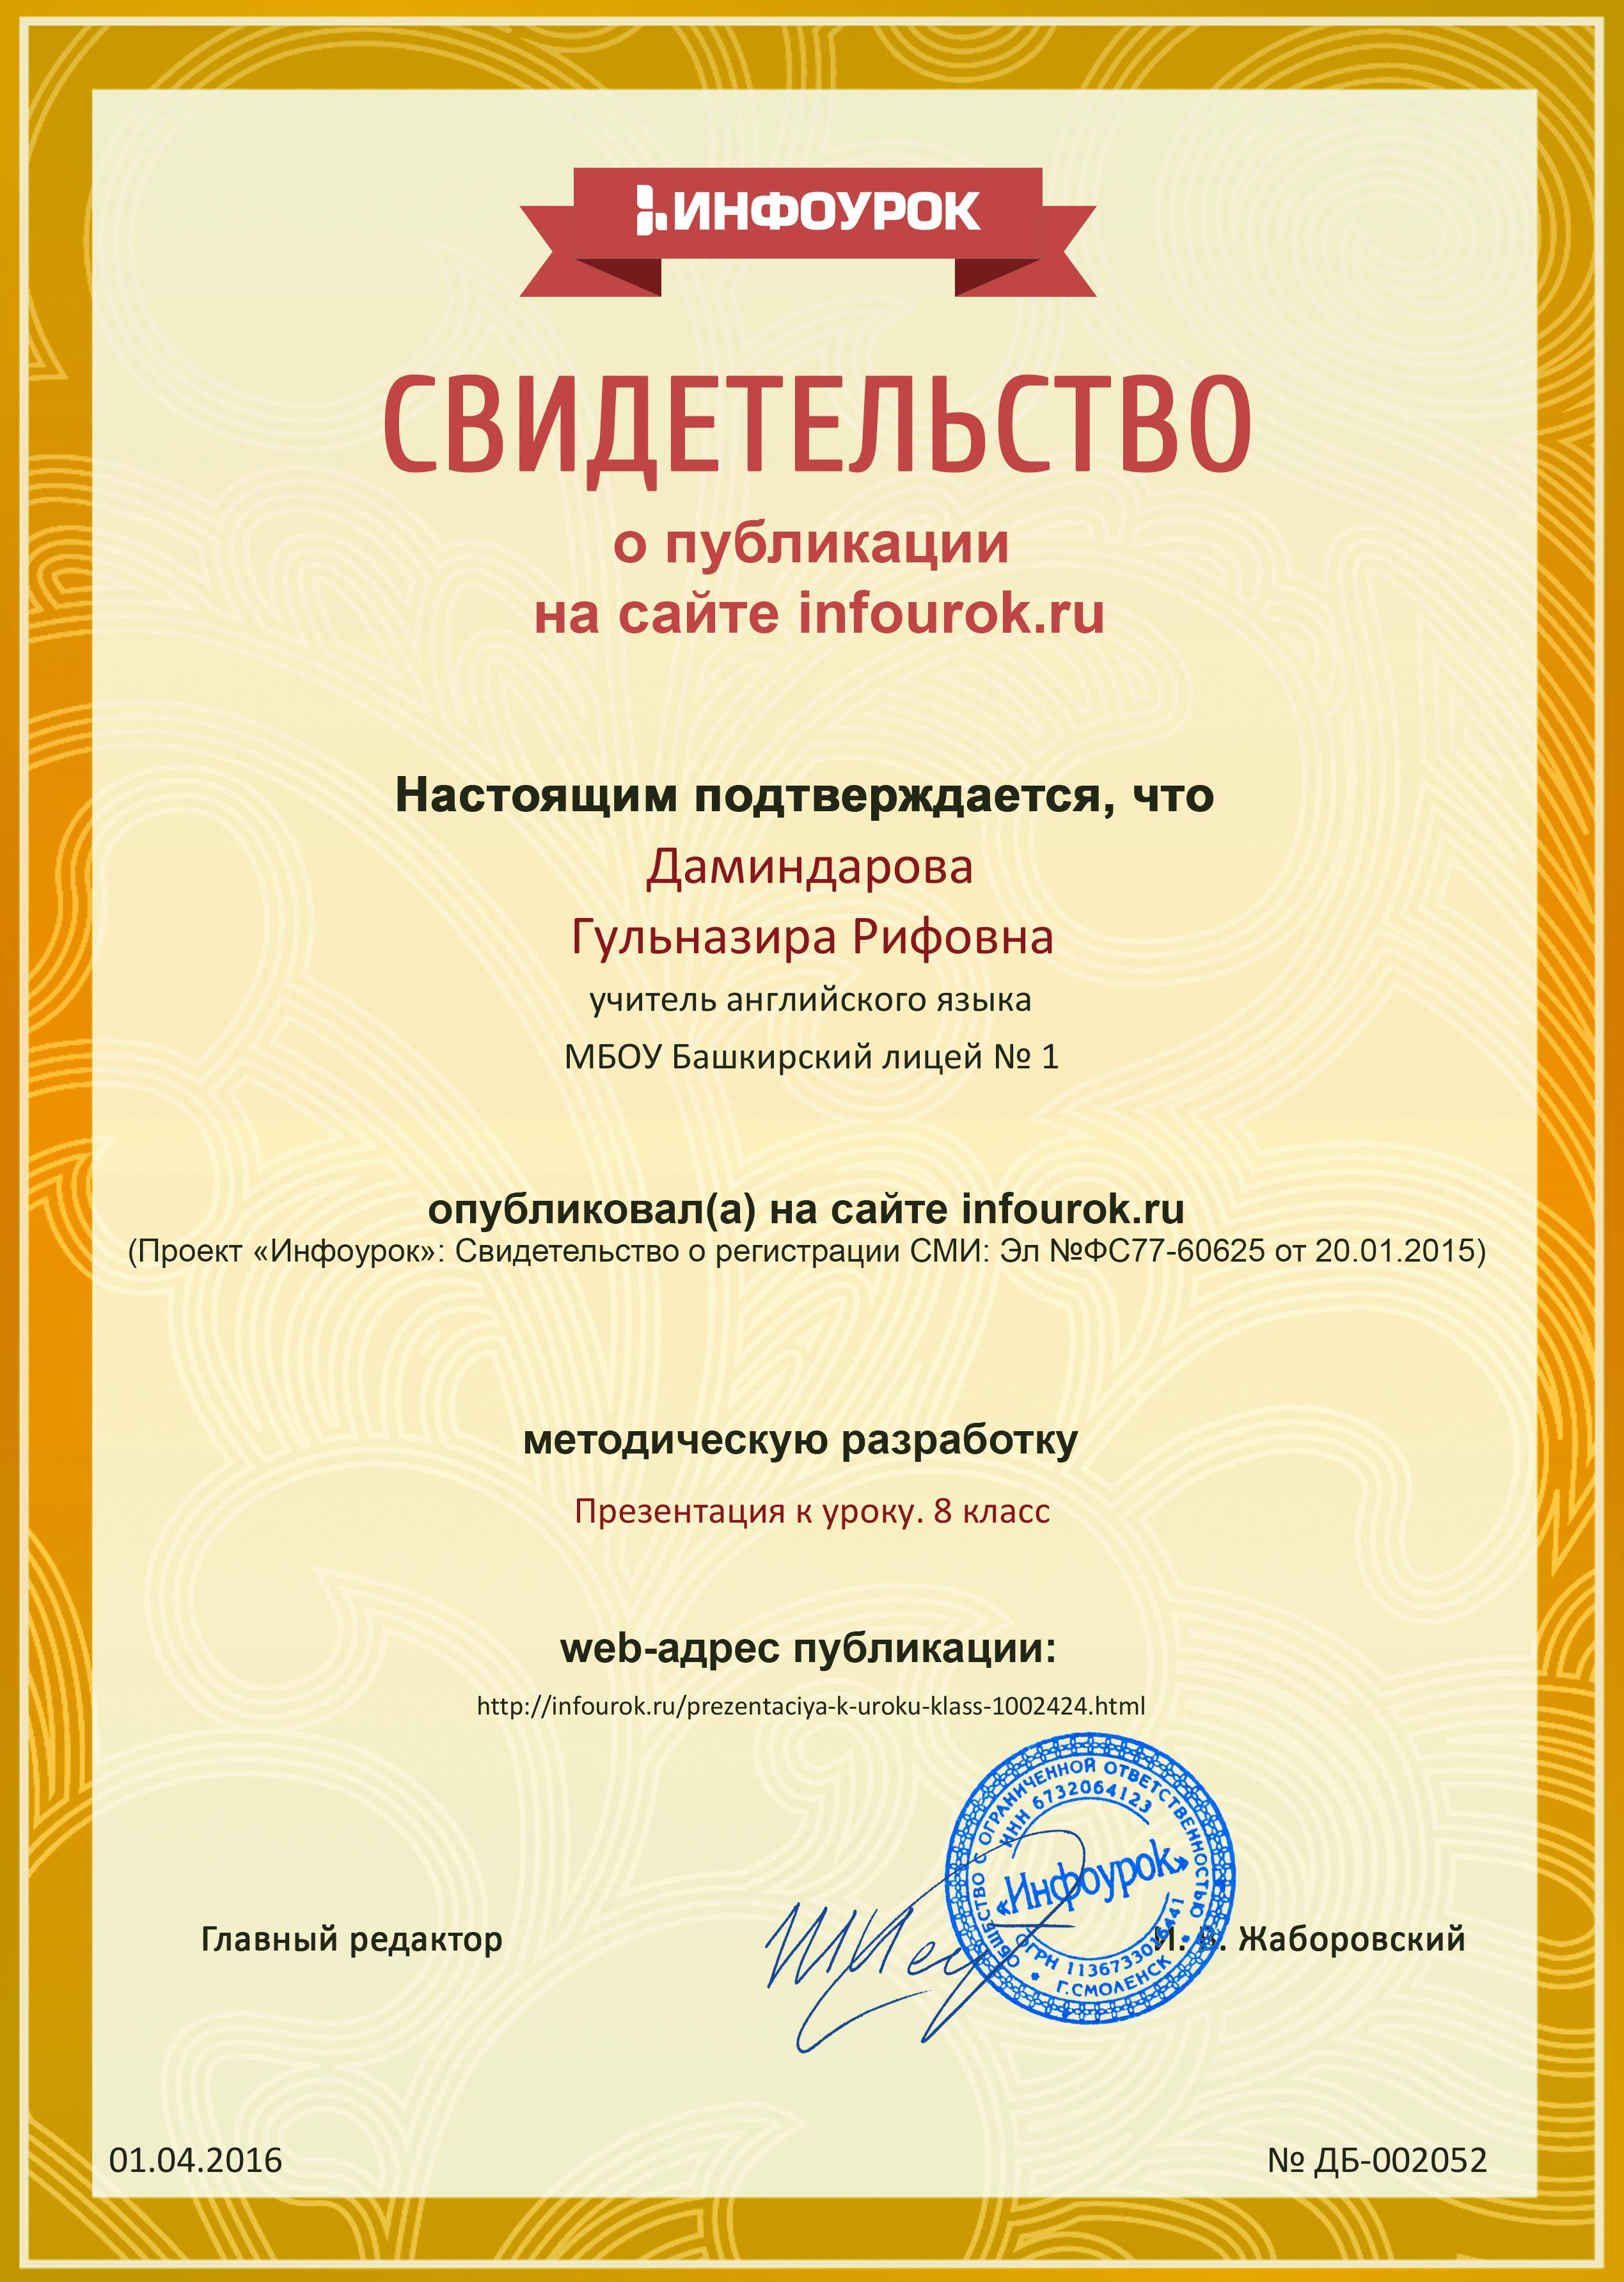 ИНФОУРОК
СВИДЕТЕЛЬСТВО
о публикации
на сайте infourok.ru
Настоящим подтверждается, что
Даминдарова
Гульназира Рифовна
учитель английского языка
МБОУ Башкирский лицей № 1
опубликовал(а) на сайте infourok.ru
(Проект «Инфоурок»: Свидетельство о регистрации СМИ: Эл №ФС77-60625 от 20.01.2015)
методическую разработку
Презентация к уроку. 8 класс
web-адрес публикации:
http://infourok.ru/prezentaciya-k-uroku-klass-1002424.html
ОБЩЕСТВО С ОГРАНИЧЕННОЙ ОТВЕТСТВЕННОСТЬЮ
ИНН 6732064123
«Инфоурок»
ОГРН
Г.СМОЛЕНСК
Главный редактор
И. Жаборовский
01.04.2016
№ ДБ-002052